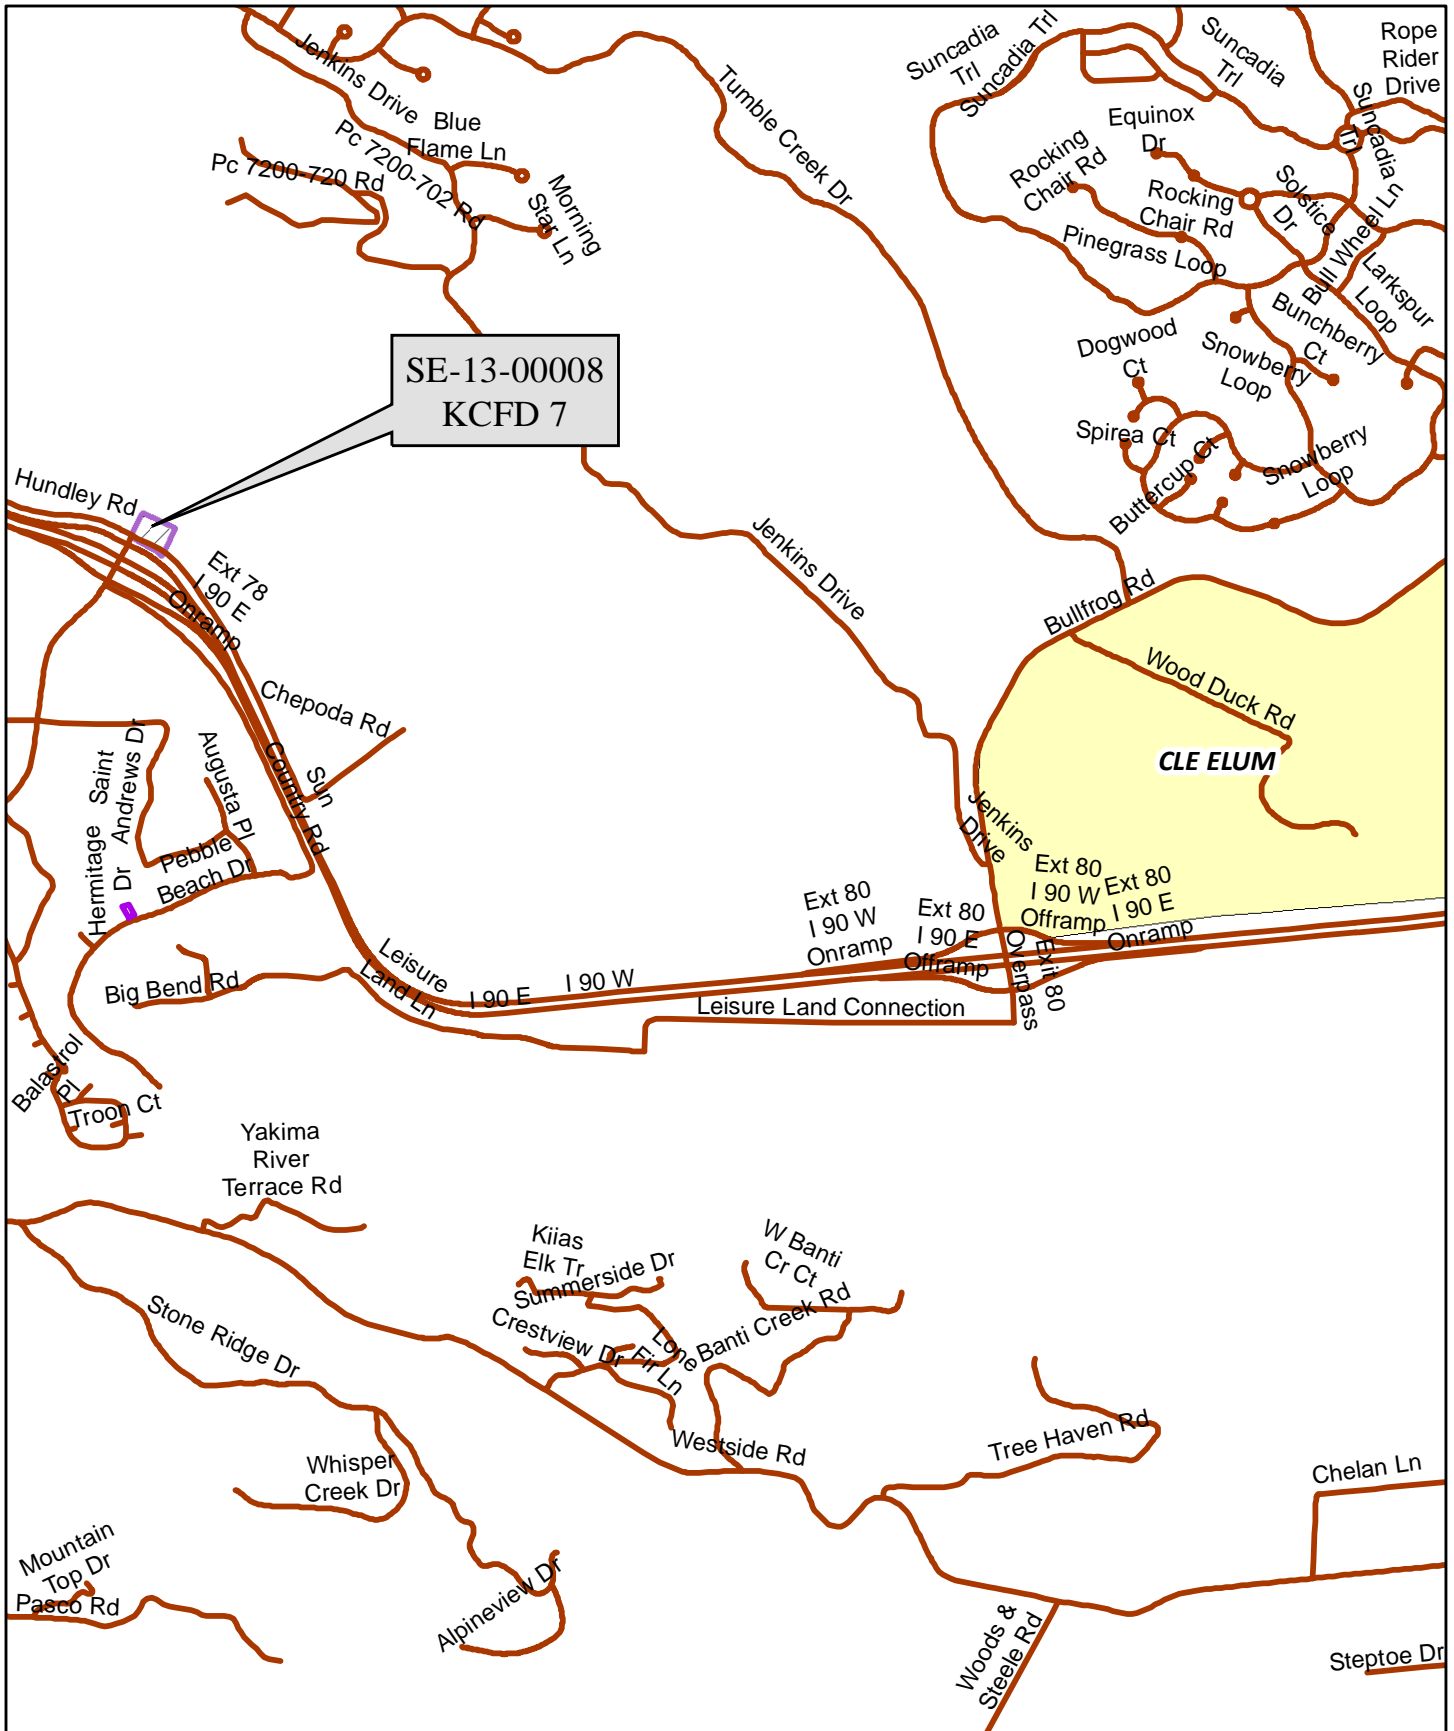 Jenkins Drive
Blue
Flame Ln
Pc 7200-702 Rd
Pc 7200-720 Rd
Morning
Star Ln
Tumble Creek Dr
Suncadia
Trl
Suncadia Trl
Suncadia
Trl
Rope
Rider
Drive
Suncadia
Trl
Equinox
Dr
Rocking
Chair Rd
Rocking
Chair Rd
Solstice
Dr
Bull Wheel Ln
Pinegrass Loop
Larkspur
Loop
Bunchberry
Ct
Dogwood
Ct
Snowberry
Loop
Spirea Ct
Buttercup Ct
Snowberry
Loop
SE-13-00008
KCFD 7
Hundley Rd
Ext 78
I 90 E
Onramp
Jenkins Drive
Bullfrog Rd
Wood Duck Rd
CLE ELUM
Chepoda Rd
Sun
Country Rd
Saint
Andrews Dr
Augusta Pl
Hermitage
Dr
Pebble
Beach Dr
Jenkins
Drive
Ext 80
I 90 W
Offramp
Ext 80
I 90 E
Onramp
Ext 80
I 90 W
Onramp
Ext 80
I 90 E
Offramp
Exit 80
Overpass
Leisure
Land Ln
I 90 E
I 90 W
Leisure Land Connection
Big Bend Rd
Balastrol
Pl
Troon Ct
Yakima
River
Terrace Rd
Kiias
Elk Tr
Summerside Dr
W Banti
Cr Ct
Crestview Dr
Lone
Fir Ln
Banti Creek Rd
Stone Ridge Dr
Westside Rd
Tree Haven Rd
Whisper
Creek Dr
Chelan Ln
Mountain
Top Dr
Pasco Rd
Alpineview Dr
Woods &
Steele Rd
Steptoe Dr